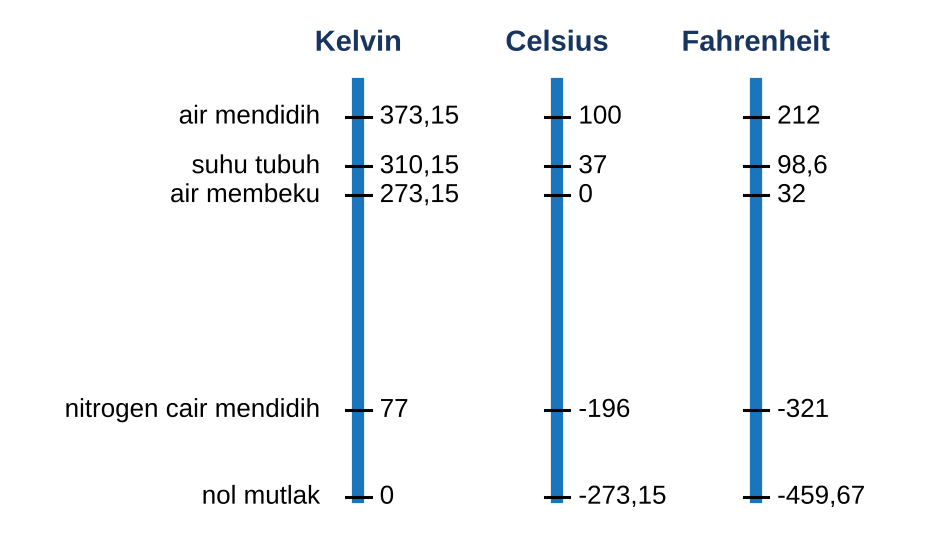 Kelvin Celsius Fahrenheit
air mendidih 373,15 100 212
suhu tubuh 310,15 37 98,6
air membeku 273,15 0 32
nitrogen cair mendidih 77 -196 -321
nol mutlak 0 -273,15 -459,67